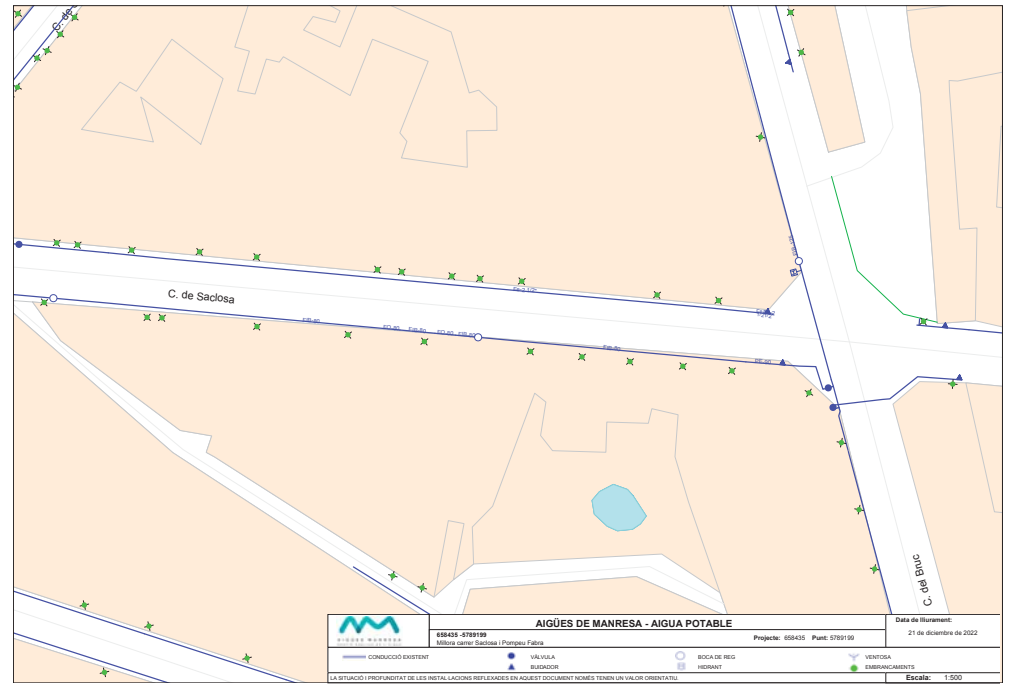 C. de Saclosa
C. del Bruc
AIGÜES DE MANRESA - AIGUA POTABLE
Data de lliurament:
658435 -5789199
Millora carrer Saclosa i Pompeu Fabra
Projecte: 658435 Punt: 5789199
21 de diciembre de 2022
CONDUCCIÓ EXISTENT
VÀLVULA
BOCA DE REG
VENTOSA
BUIDADOR
HIDRANT
EMBRANCAMENTS
LA SITUACIÓ I PROFUNDITAT DE LES INSTAL·LACIONS REFLEXADES EN AQUEST DOCUMENT NOMÉS TENEN UN VALOR ORIENTATIU.
Escala: 1:500